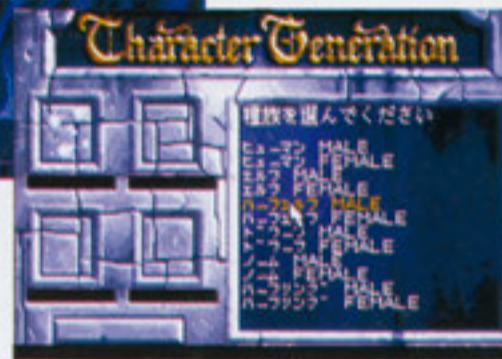 Character Generation
種族を選んでください
ヒューマン MALE
ヒューマン FEMALE
エルフ MALE
エルフ FEMALE
ハーフエルフ MALE
ハーフエルフ FEMALE
ドワーフ MALE
ドワーフ FEMALE
ノーム MALE
ノーム FEMALE
ハーフリング MALE
ハーフリング FEMALE